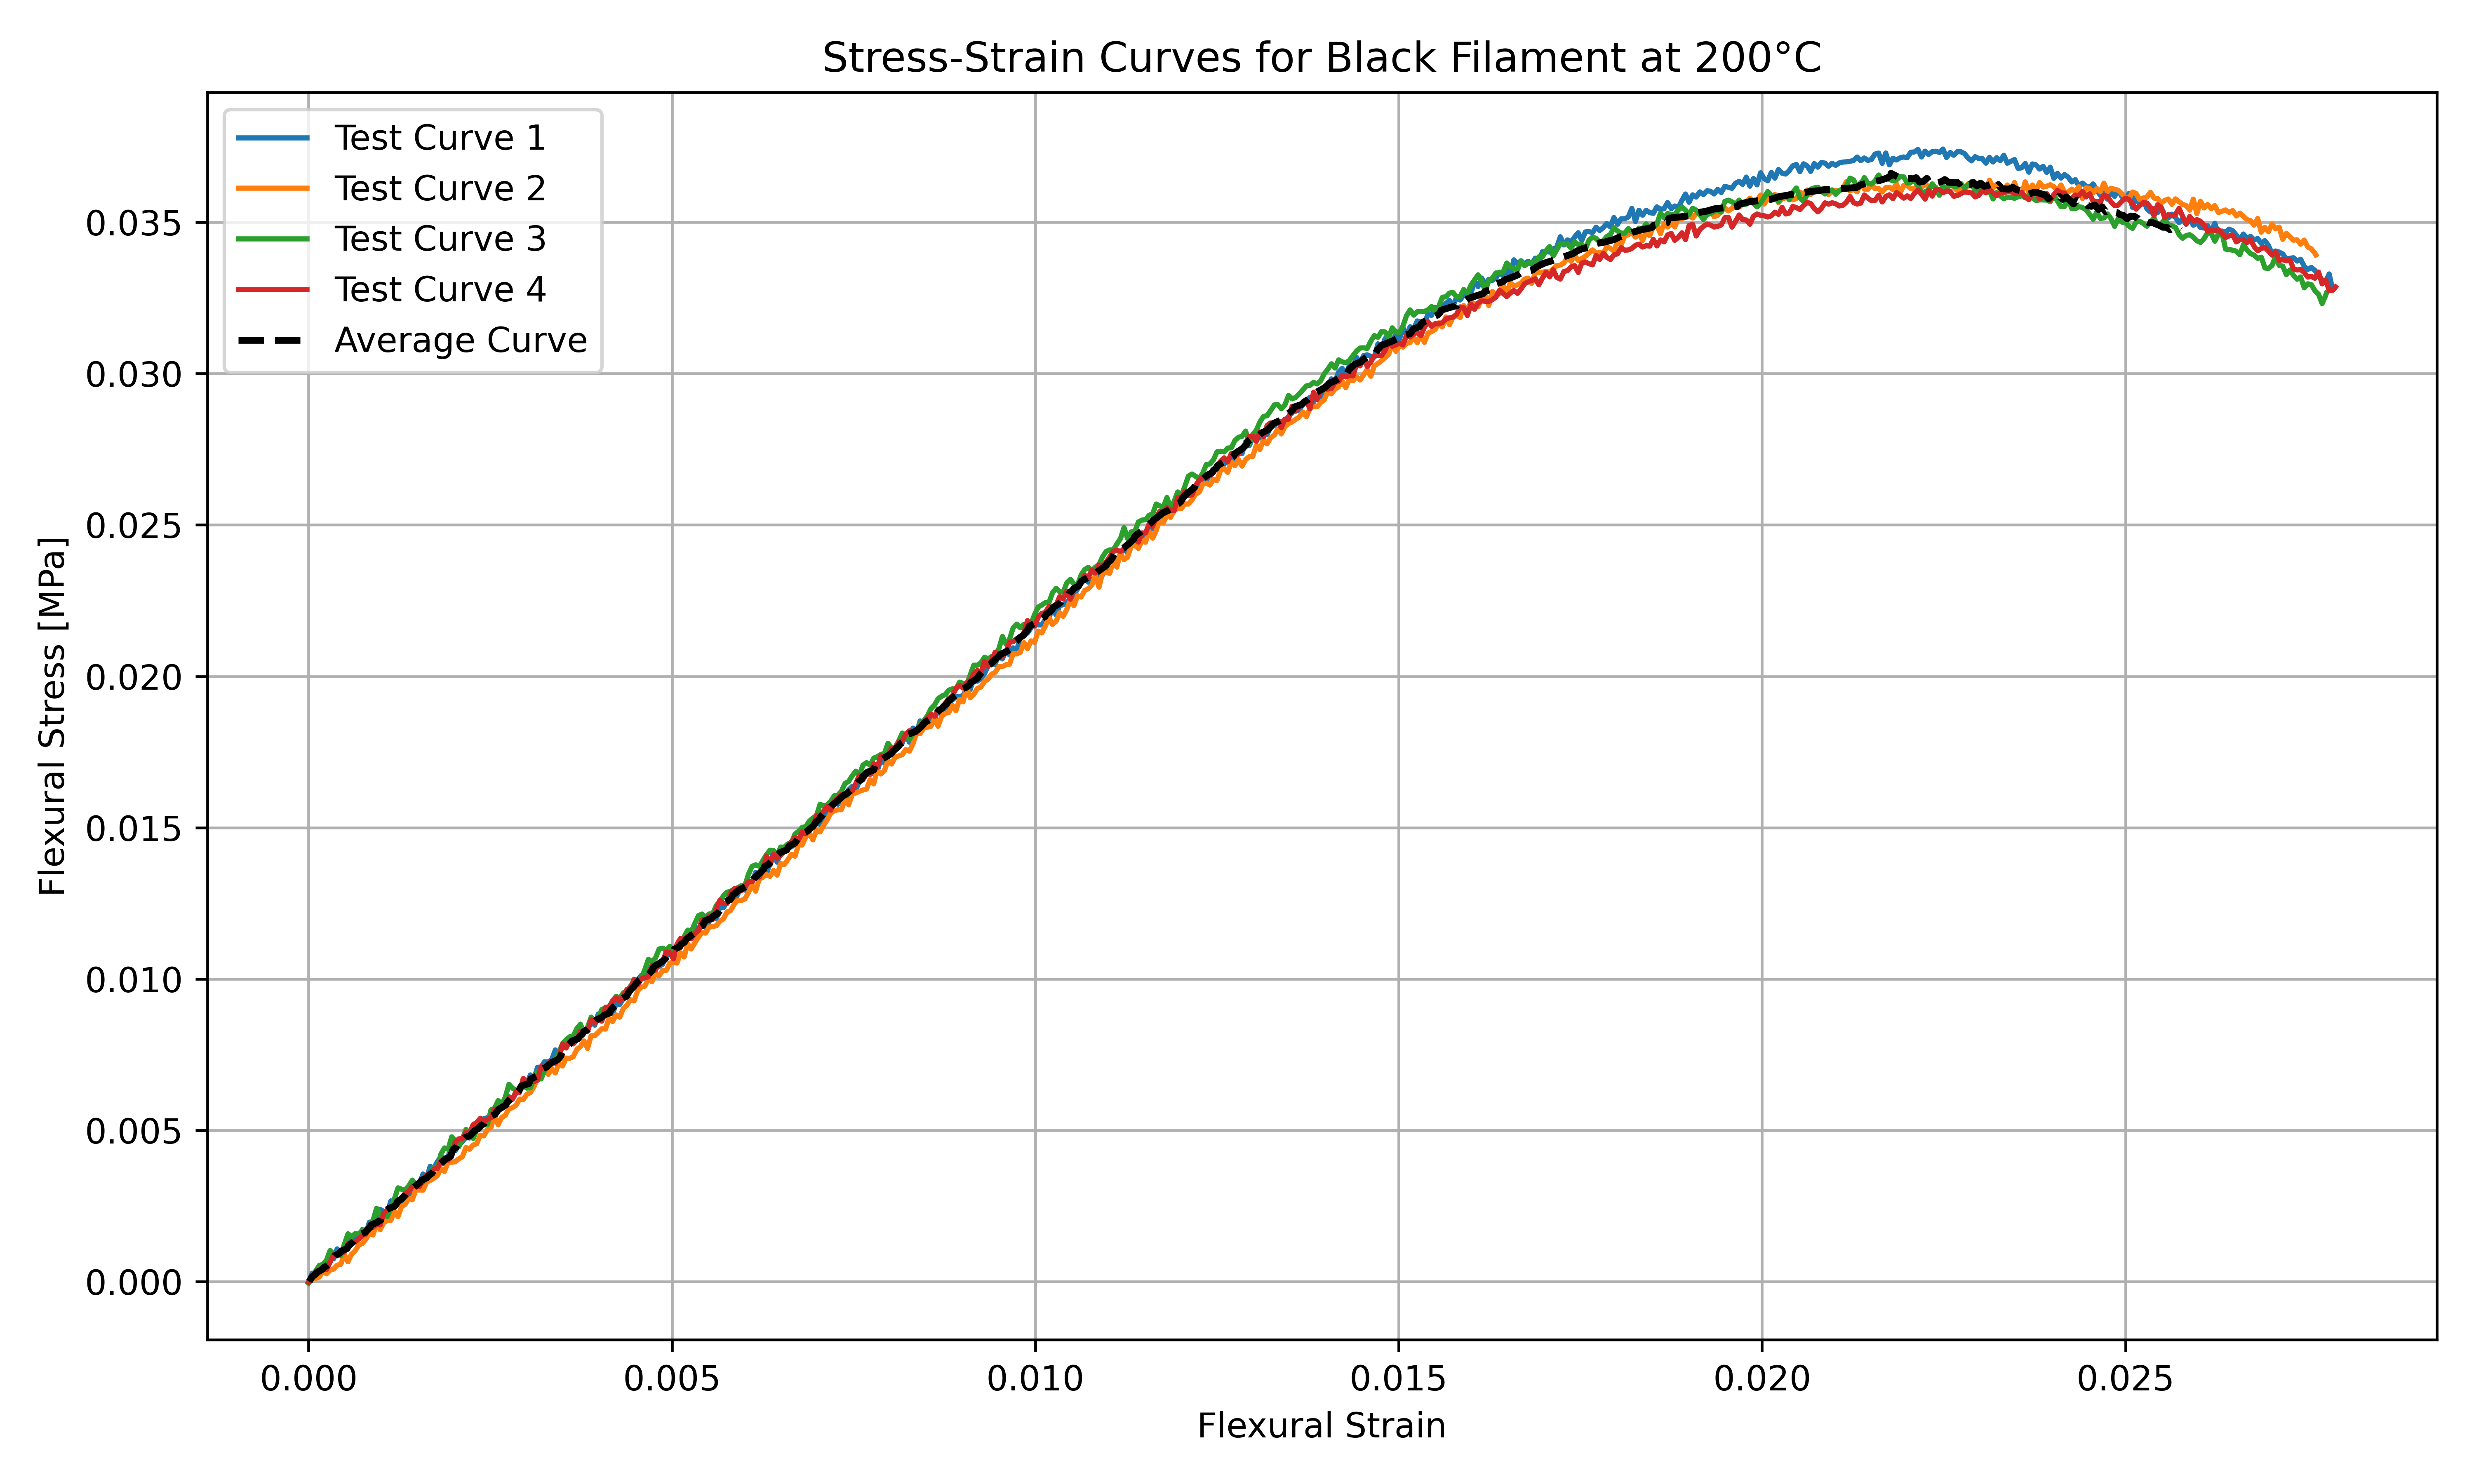 Stress-Strain Curves for Black Filament at 200°C
Test Curve 1
Test Curve 2
Test Curve 3
Test Curve 4
Average Curve
Flexural Stress [MPa]
0.035
0.030
0.025
0.020
0.015
0.010
0.005
0.000
0.000 0.005 0.010 0.015 0.020 0.025
Flexural Strain